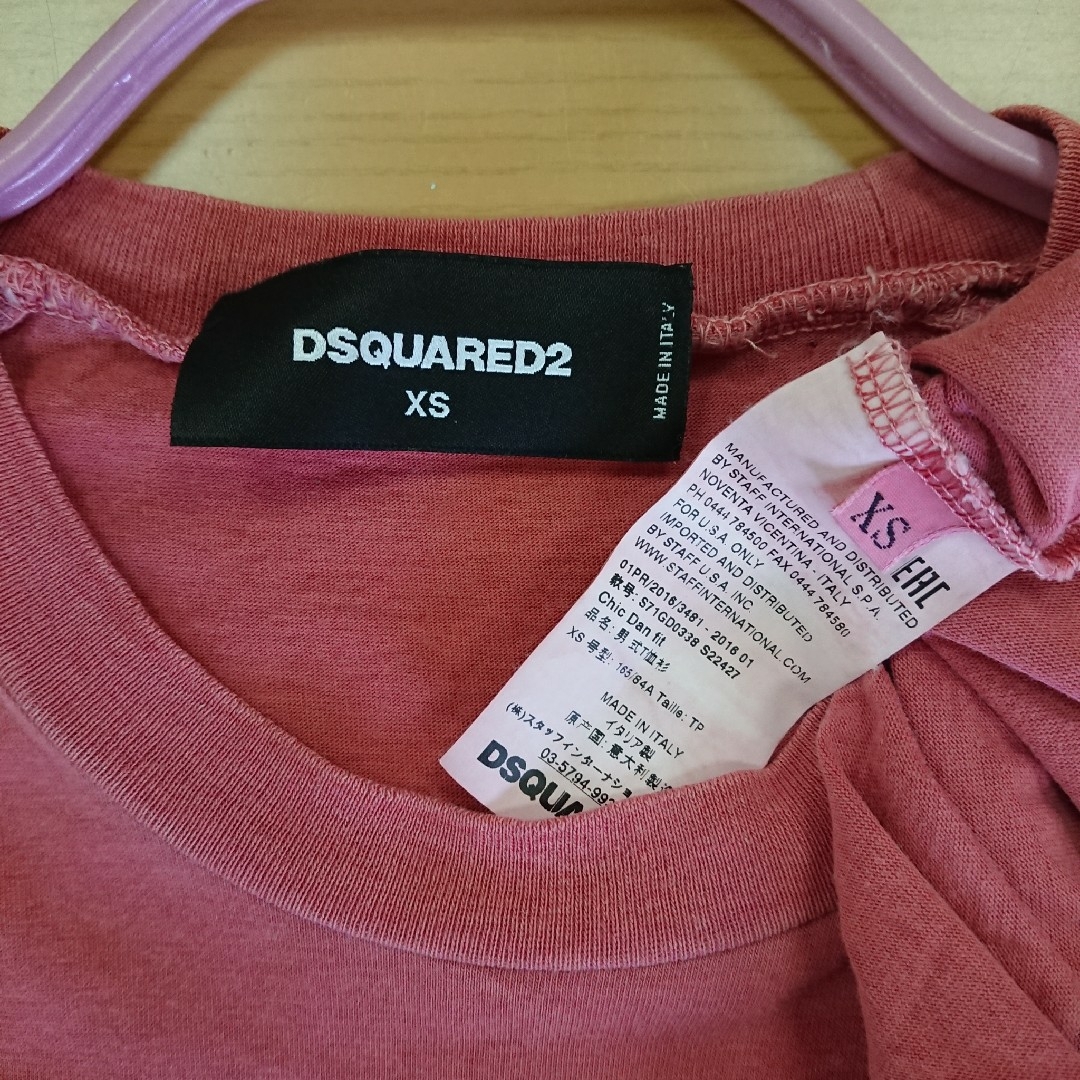 DSQUARED2
XS
MADE IN ITALY
XS
EAC
MANUFACTURED AND DISTRIBUTED
BY STAFF INTERNATIONAL S.P.A.
NOVENTA VICENTINA, ITALY
PH 0444 784500 FAX 0444 784580
FOR U.S.A. ONLY
IMPORTED AND DISTRIBUTED
BY STAFF U.S.A. INC.
WWW.STAFFINTERNATIONAL.COM
01PR/2016/3481 - 2016 01
款号: S71GD0338 S22427
Chic Dan fit
品名: 男式T恤衫
XS 号型: 165/84A Taille: TP
MADE IN ITALY
イタリア製
原产国: 意大利製造
(株)スタッフインターナシ
03-5794-99
DSQUA